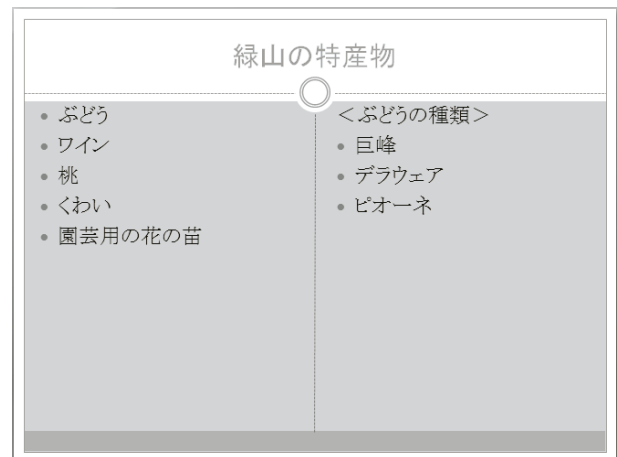 緑山の特産物
• ぶどう
• ワイン
• 桃
• くわい
• 園芸用の花の苗
＜ぶどうの種類＞
• 巨峰
• デラウェア
• ピオーネ